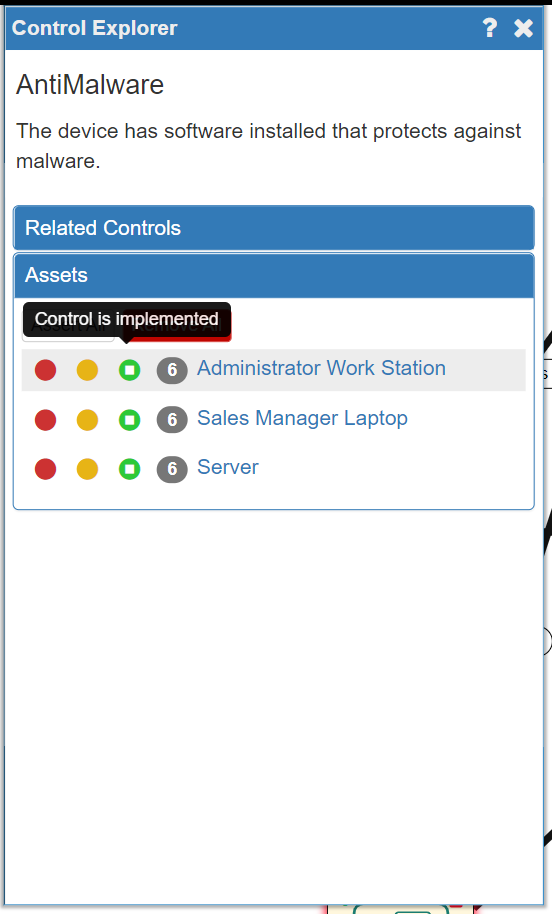 Control Explorer ?
AntiMalware
The device has software installed that protects against
malware.
Related Controls
Assets
Control is implemented
6 Administrator Work Station
6 Sales Manager Laptop
6 Server